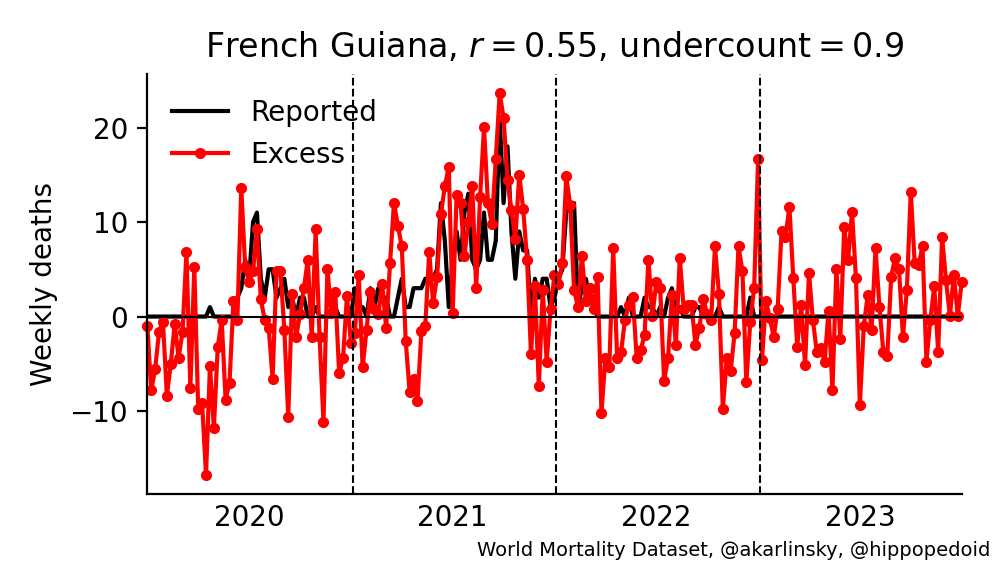 French Guiana, r = 0.55, undercount = 0.9
Reported
Excess
Weekly deaths
20
10
0
−10
2020 2021 2022 2023
World Mortality Dataset, @akarlinsky, @hippopedoid